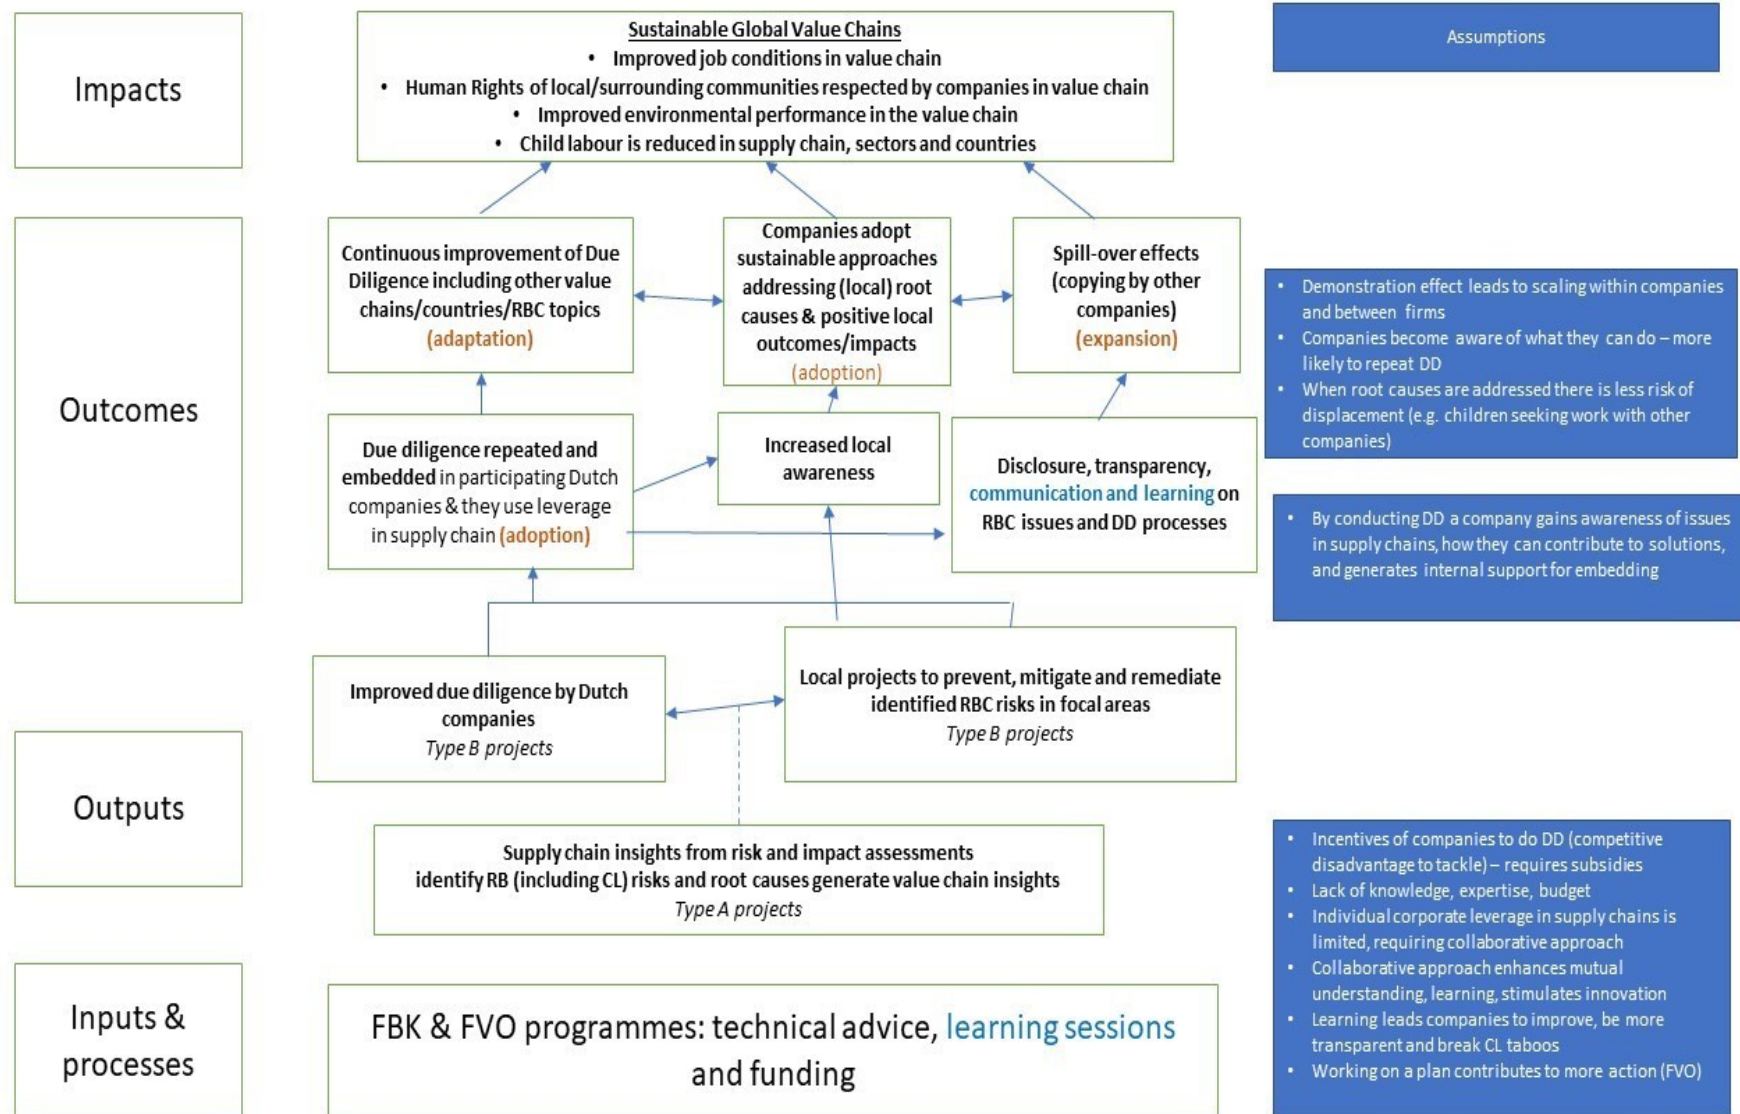 Impacts
Sustainable Global Value Chains
• Improved job conditions in value chain
• Human Rights of local/surrounding communities respected by companies in value chain
• Improved environmental performance in the value chain
• Child labour is reduced in supply chain, sectors and countries
Assumptions
Outcomes
Continuous improvement of Due
Diligence including other value
chains/countries/RBC topics
(adaptation)
Companies adopt
sustainable approaches
addressing (local) root
causes & positive local
outcomes/impacts
(adoption)
Spill-over effects
(copying by other
companies)
(expansion)
• Demonstration effect leads to scaling within companies
and between firms
• Companies become aware of what they can do – more
likely to repeat DD
• When root causes are addressed there is less risk of
displacement (e.g. children seeking work with other
companies)
Due diligence repeated and
embedded in participating Dutch
companies & they use leverage
in supply chain (adoption)
Increased local
awareness
Disclosure, transparency,
communication and learning on
RBC issues and DD processes
• By conducting DD a company gains awareness of issues
in supply chains, how they can contribute to solutions,
and generates internal support for embedding
Outputs
Improved due diligence by Dutch
companies
Type B projects
Local projects to prevent, mitigate and remediate
identified RBC risks in focal areas
Type B projects
Supply chain insights from risk and impact assessments
identify RB (including CL) risks and root causes generate value chain insights
Type A projects
• Incentives of companies to do DD (competitive
disadvantage to tackle) – requires subsidies
• Lack of knowledge, expertise, budget
• Individual corporate leverage in supply chains is
limited, requiring collaborative approach
• Collaborative approach enhances mutual
understanding, learning, stimulates innovation
• Learning leads companies to improve, be more
transparent and break CL taboos
• Working on a plan contributes to more action (FVO)
Inputs &
processes
FBK & FVO programmes: technical advice, learning sessions
and funding